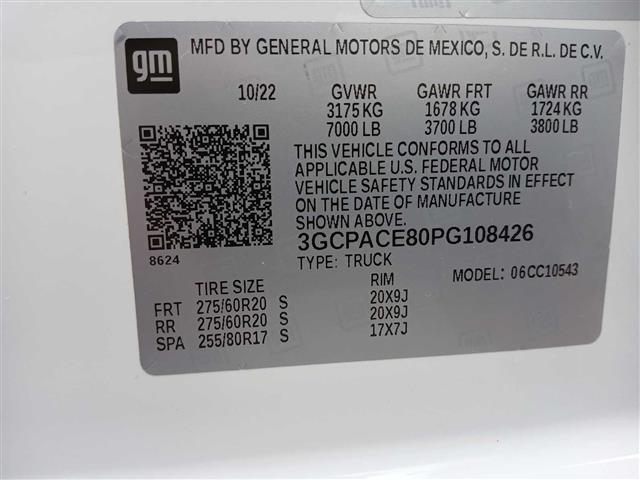 gm
MFD BY GENERAL MOTORS DE MEXICO, S. DE R.L. DE C.V.
10/22 GVWR GAWR FRT GAWR RR
3175 KG 1678 KG 1724 KG
7000 LB 3700 LB 3800 LB
THIS VEHICLE CONFORMS TO ALL
APPLICABLE U.S. FEDERAL MOTOR
VEHICLE SAFETY STANDARDS IN EFFECT
ON THE DATE OF MANUFACTURE
SHOWN ABOVE.
8624
3GCPACE80PG108426
TYPE: TRUCK MODEL: 06CC10543
TIRE SIZE RIM
FRT 275/60R20 S 20X9J
RR 275/60R20 S 20X9J
SPA 255/80R17 S 17X7J